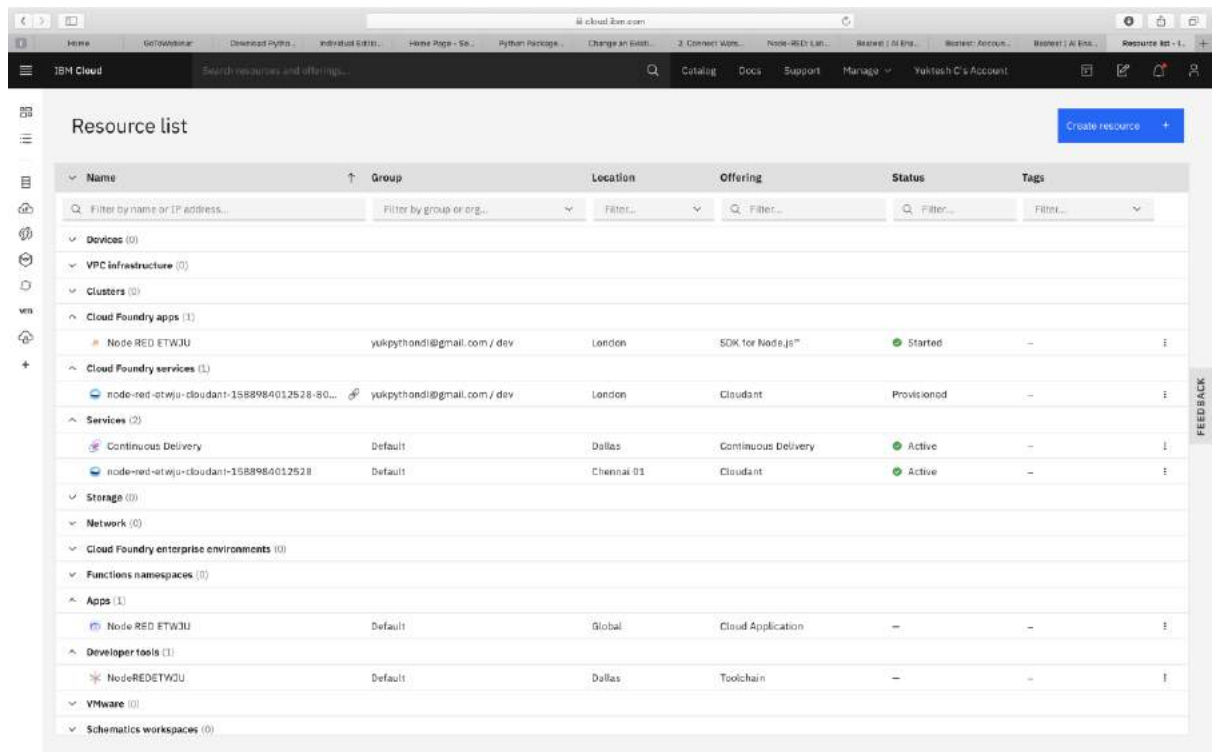 cloud.ibm.com
Home GoToWebinar Download Pytho... Individual Editi... Home Page - Se... Python Package... Change an Existi... 2. Connect Wat... Node-RED: Lan... Resource list - I...
IBM Cloud Search resources and offerings... Catalog Docs Support Manage Yuktesh C's Account
Resource list
Create resource +
Name Group Location Offering Status Tags
Filter by name or IP address... Filter by group or org... Filter... Filter... Filter... Filter...
Devices (0)
VPC infrastructure (0)
Clusters (0)
Cloud Foundry apps (1)
Node RED ETWJU yukpythondl@gmail.com / dev London SDK for Node.js™ Started –
Cloud Foundry services (1)
node-red-etwju-cloudant-1588984012528-80... yukpythondl@gmail.com / dev London Cloudant Provisioned –
Services (2)
Continuous Delivery Default Dallas Continuous Delivery Active –
node-red-etwju-cloudant-1588984012528 Default Chennai 01 Cloudant Active –
Storage (0)
Network (0)
Cloud Foundry enterprise environments (0)
Functions namespaces (0)
Apps (1)
Node RED ETWJU Default Global Cloud Application — –
Developer tools (1)
NodeREDETWJU Default Dallas Toolchain — –
VMware (0)
Schematics workspaces (0)
FEEDBACK